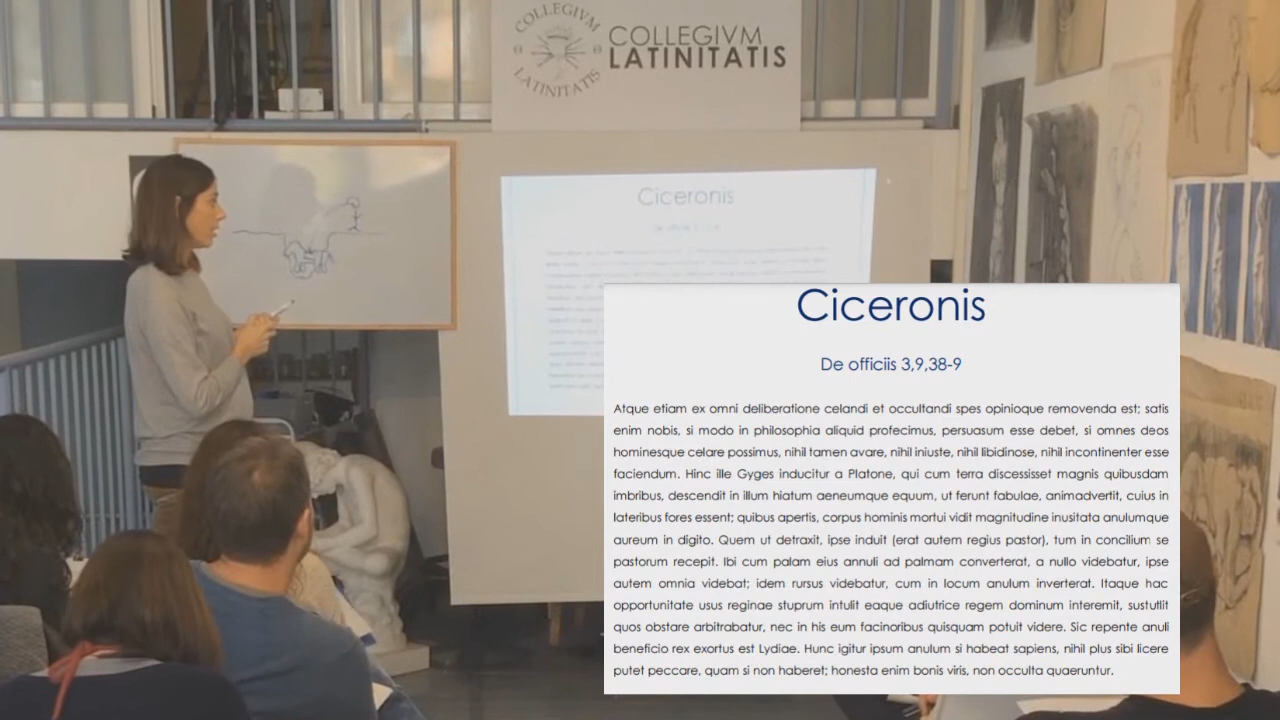 COLLEGIVM
LATINITATIS
COLLEGIVM
LATINITATIS
Ciceronis
Ciceronis
De officiis 3,9,38-9
Atque etiam ex omni deliberatione celandi et occultandi spes opinioque removenda est; satis
enim nobis, si modo in philosophia aliquid profecimus, persuasum esse debet, si omnes deos
hominesque celare possimus, nihil tamen avare, nihil iniuste, nihil libidinose, nihil incontinenter esse
faciendum. Hinc ille Gyges inducitur a Platone, qui cum terra discessisset magnis quibusdam
imbribus, descendit in illum hiatum aeneumque equum, ut ferunt fabulae, animadvertit, cuius in
lateribus fores essent; quibus apertis, corpus hominis mortui vidit magnitudine inusitata anulumque
aureum in digito. Quem ut detraxit, ipse induit (erat autem regius pastor), tum in concilium se
pastorum recepit. Ibi cum palam eius annuli ad palmam converterat, a nullo videbatur, ipse
autem omnia videbat; idem rursus videbatur, cum in locum anulum inverterat. Itaque hac
opportunitate usus reginae stuprum intulit eaque adiutrice regem dominum interemit, sustutlit
quos obstare arbitrabatur, nec in his eum facinoribus quisquam potuit videre. Sic repente anuli
beneficio rex exortus est Lydiae. Hunc igitur ipsum anulum si habeat sapiens, nihil plus sibi licere
putet peccare, quam si non haberet; honesta enim bonis viris, non occulta quaeruntur.